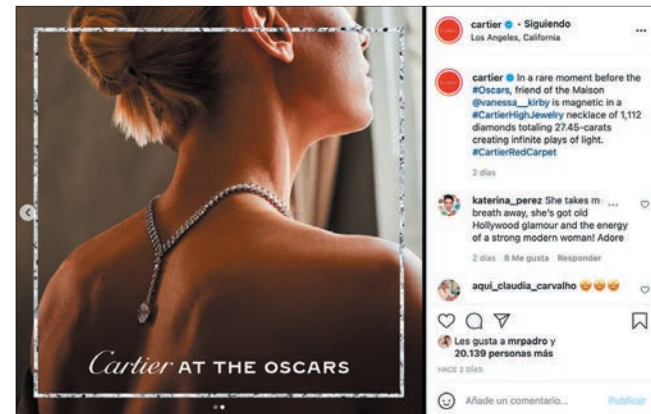 Cartier AT THE OSCARS
cartier • Siguiendo
Los Angeles, California
cartier In a rare moment before the
#Oscars, friend of the Maison
@vanessa__kirby is magnetic in a
#CartierHighJewelry necklace of 1,112
diamonds totaling 27.45-carats
creating infinite plays of light.
#CartierRedCarpet
2 días
katerina_perez She takes m
breath away, she's got old
Hollywood glamour and the energy
of a strong modern woman! Adore
2 días 8 Me gusta Responder
aqui_claudia_carvalho 🤩🤩🤩
Les gusta a mrpadro y
20.139 personas más
HACE 2 DÍAS
Añade un comentario...
Publicar